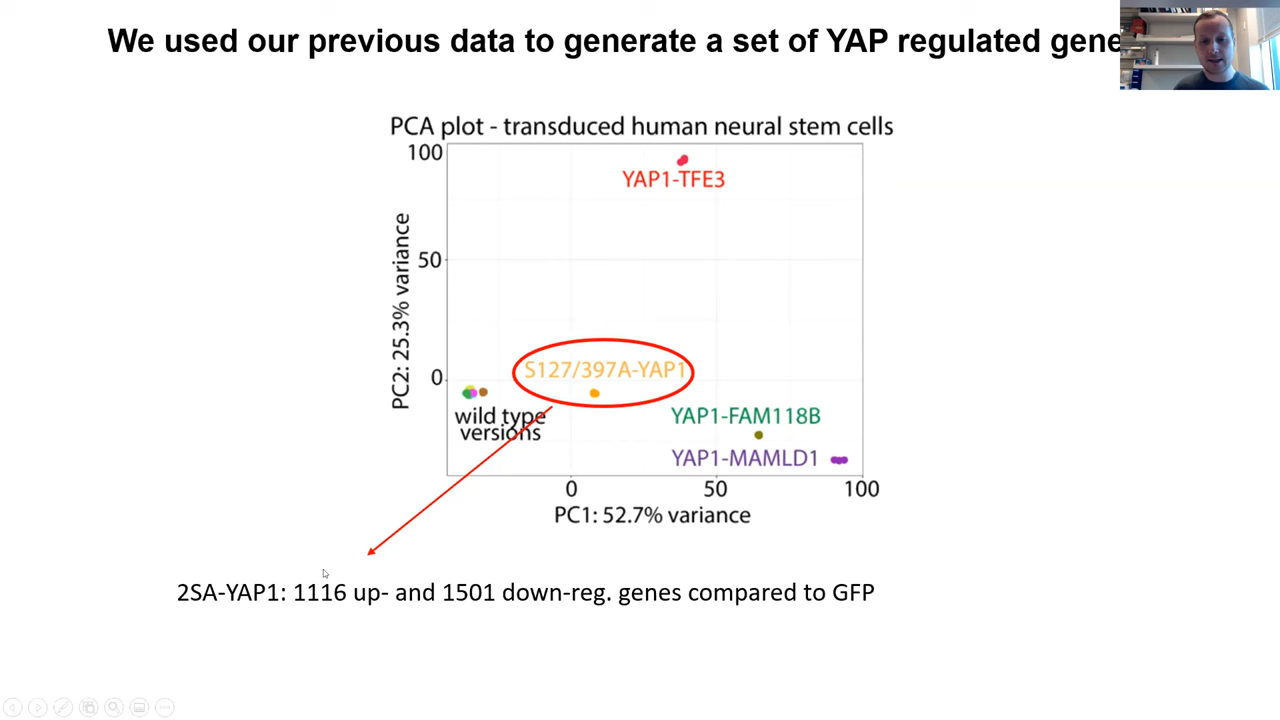 We used our previous data to generate a set of YAP regulated gene
PCA plot - transduced human neural stem cells
100
YAP1-TFE3
50
PC2: 25.3% variance
S127/397A-YAP1
0
wild type
versions
YAP1-FAM118B
YAP1-MAMLD1
0 50 100
PC1: 52.7% variance
2SA-YAP1: 1116 up- and 1501 down-reg. genes compared to GFP